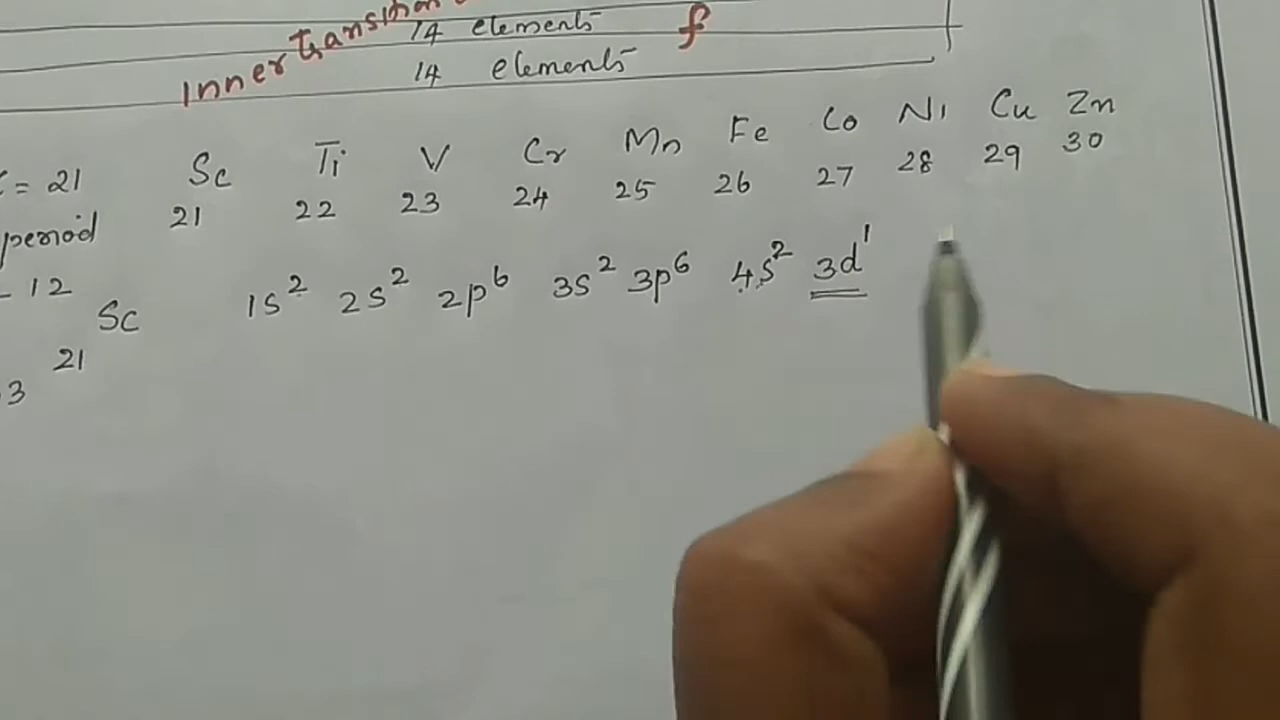 14 elements f
Inner transition
14 elements
= 21 Sc Ti V Cr Mn Fe Co Ni Cu Zn
period 21 22 23 24 25 26 27 28 29 30
- 12
Sc 1s² 2s² 2p⁶ 3s² 3p⁶ 4s² 3d¹
21
3